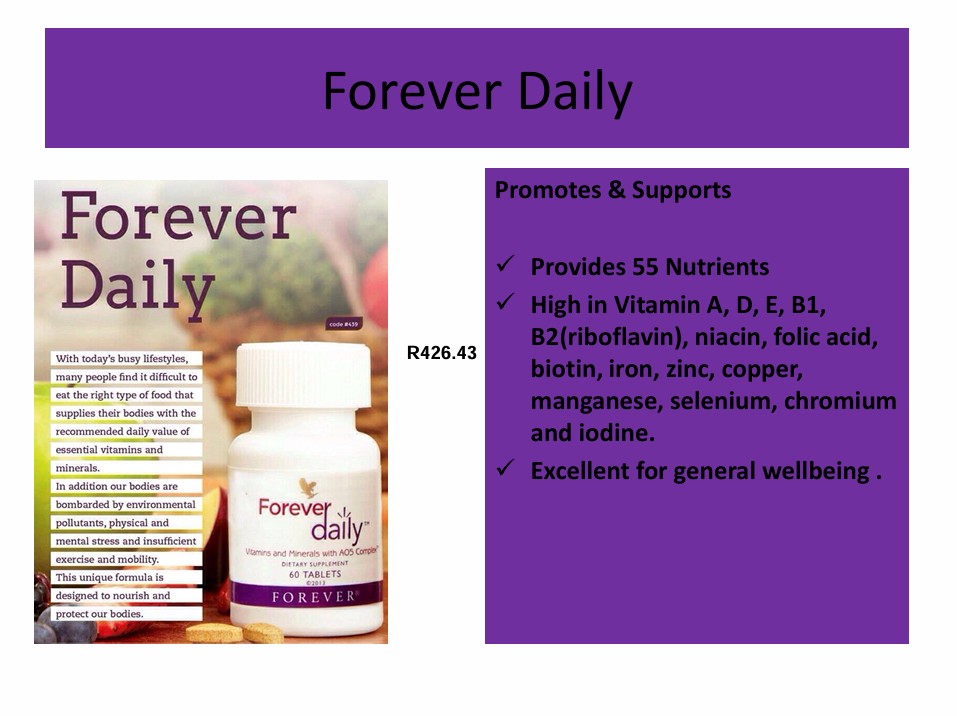 Forever Daily
Forever
Daily
code #439
With today's busy lifestyles,
many people find it difficult to
eat the right type of food that
supplies their bodies with the
recommended daily value of
essential vitamins and
minerals.
In addition our bodies are
bombarded by environmental
pollutants, physical and
mental stress and insufficient
exercise and mobility.
This unique formula is
designed to nourish and
protect our bodies.
Forever
daily™
Vitamins and Minerals with AOS Complex™
DIETARY SUPPLEMENT
60 TABLETS
©2013
FOREVER®
R426.43
Promotes & Supports
✓ Provides 55 Nutrients
✓ High in Vitamin A, D, E, B1,
B2(riboflavin), niacin, folic acid,
biotin, iron, zinc, copper,
manganese, selenium, chromium
and iodine.
✓ Excellent for general wellbeing .